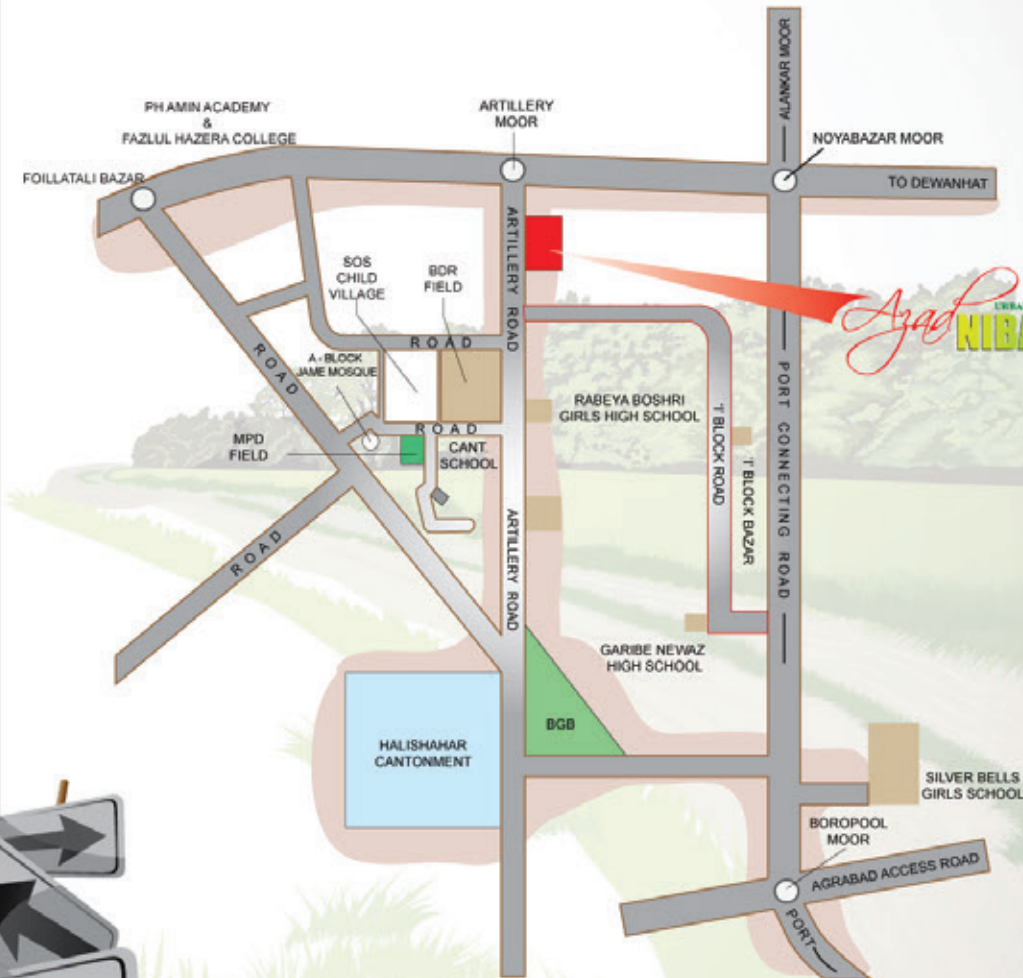 ALANKAR MOOR
PH AMIN ACADEMY
&
FAZLUL HAZERA COLLEGE
ARTILLERY
MOOR
NOYABAZAR MOOR
FOILLATALI BAZAR
TO DEWANHAT
ARTILLERY ROAD
SOS
CHILD
VILLAGE
BDR
FIELD
Azad
NIBA
ROAD
ROAD
A - BLOCK
JAME MOSQUE
RABEYA BOSHRI
GIRLS HIGH SCHOOL
ROAD
MPD
FIELD
CANT.
SCHOOL
'I' BLOCK ROAD
'I' BLOCK BAZAR
PORT CONNECTING ROAD
ROAD
ARTILLERY ROAD
GARIBE NEWAZ
HIGH SCHOOL
BGB
HALISHAHAR
CANTONMENT
SILVER BELLS
GIRLS SCHOOL
BOROPOOL
MOOR
AGRABAD ACCESS ROAD
PORT